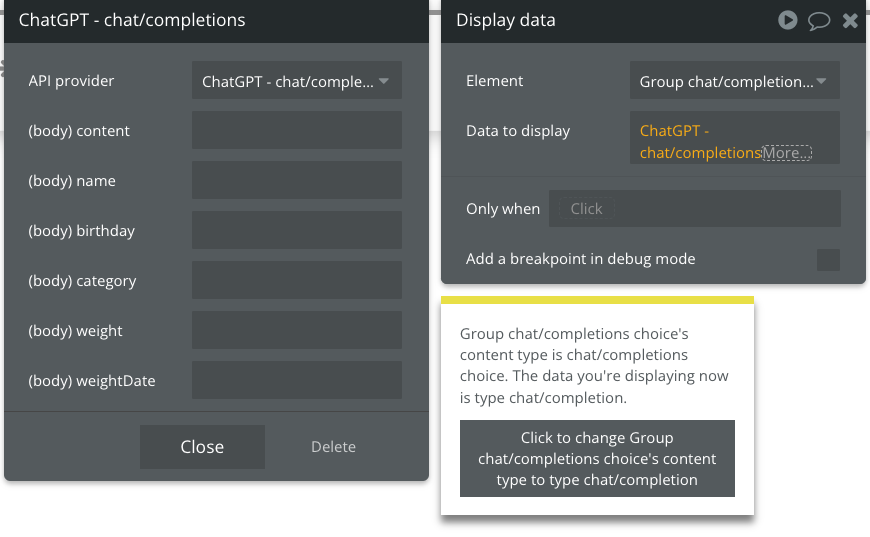 ChatGPT - chat/completions
API provider
ChatGPT - chat/comple...
(body) content
(body) name
(body) birthday
(body) category
(body) weight
(body) weightDate
Close
Delete
Display data
Element
Group chat/completion...
Data to display
ChatGPT -
chat/completions More...
Only when
Click
Add a breakpoint in debug mode
Group chat/completions choice's
content type is chat/completions
choice. The data you're displaying now
is type chat/completion.
Click to change Group
chat/completions choice's content
type to type chat/completion